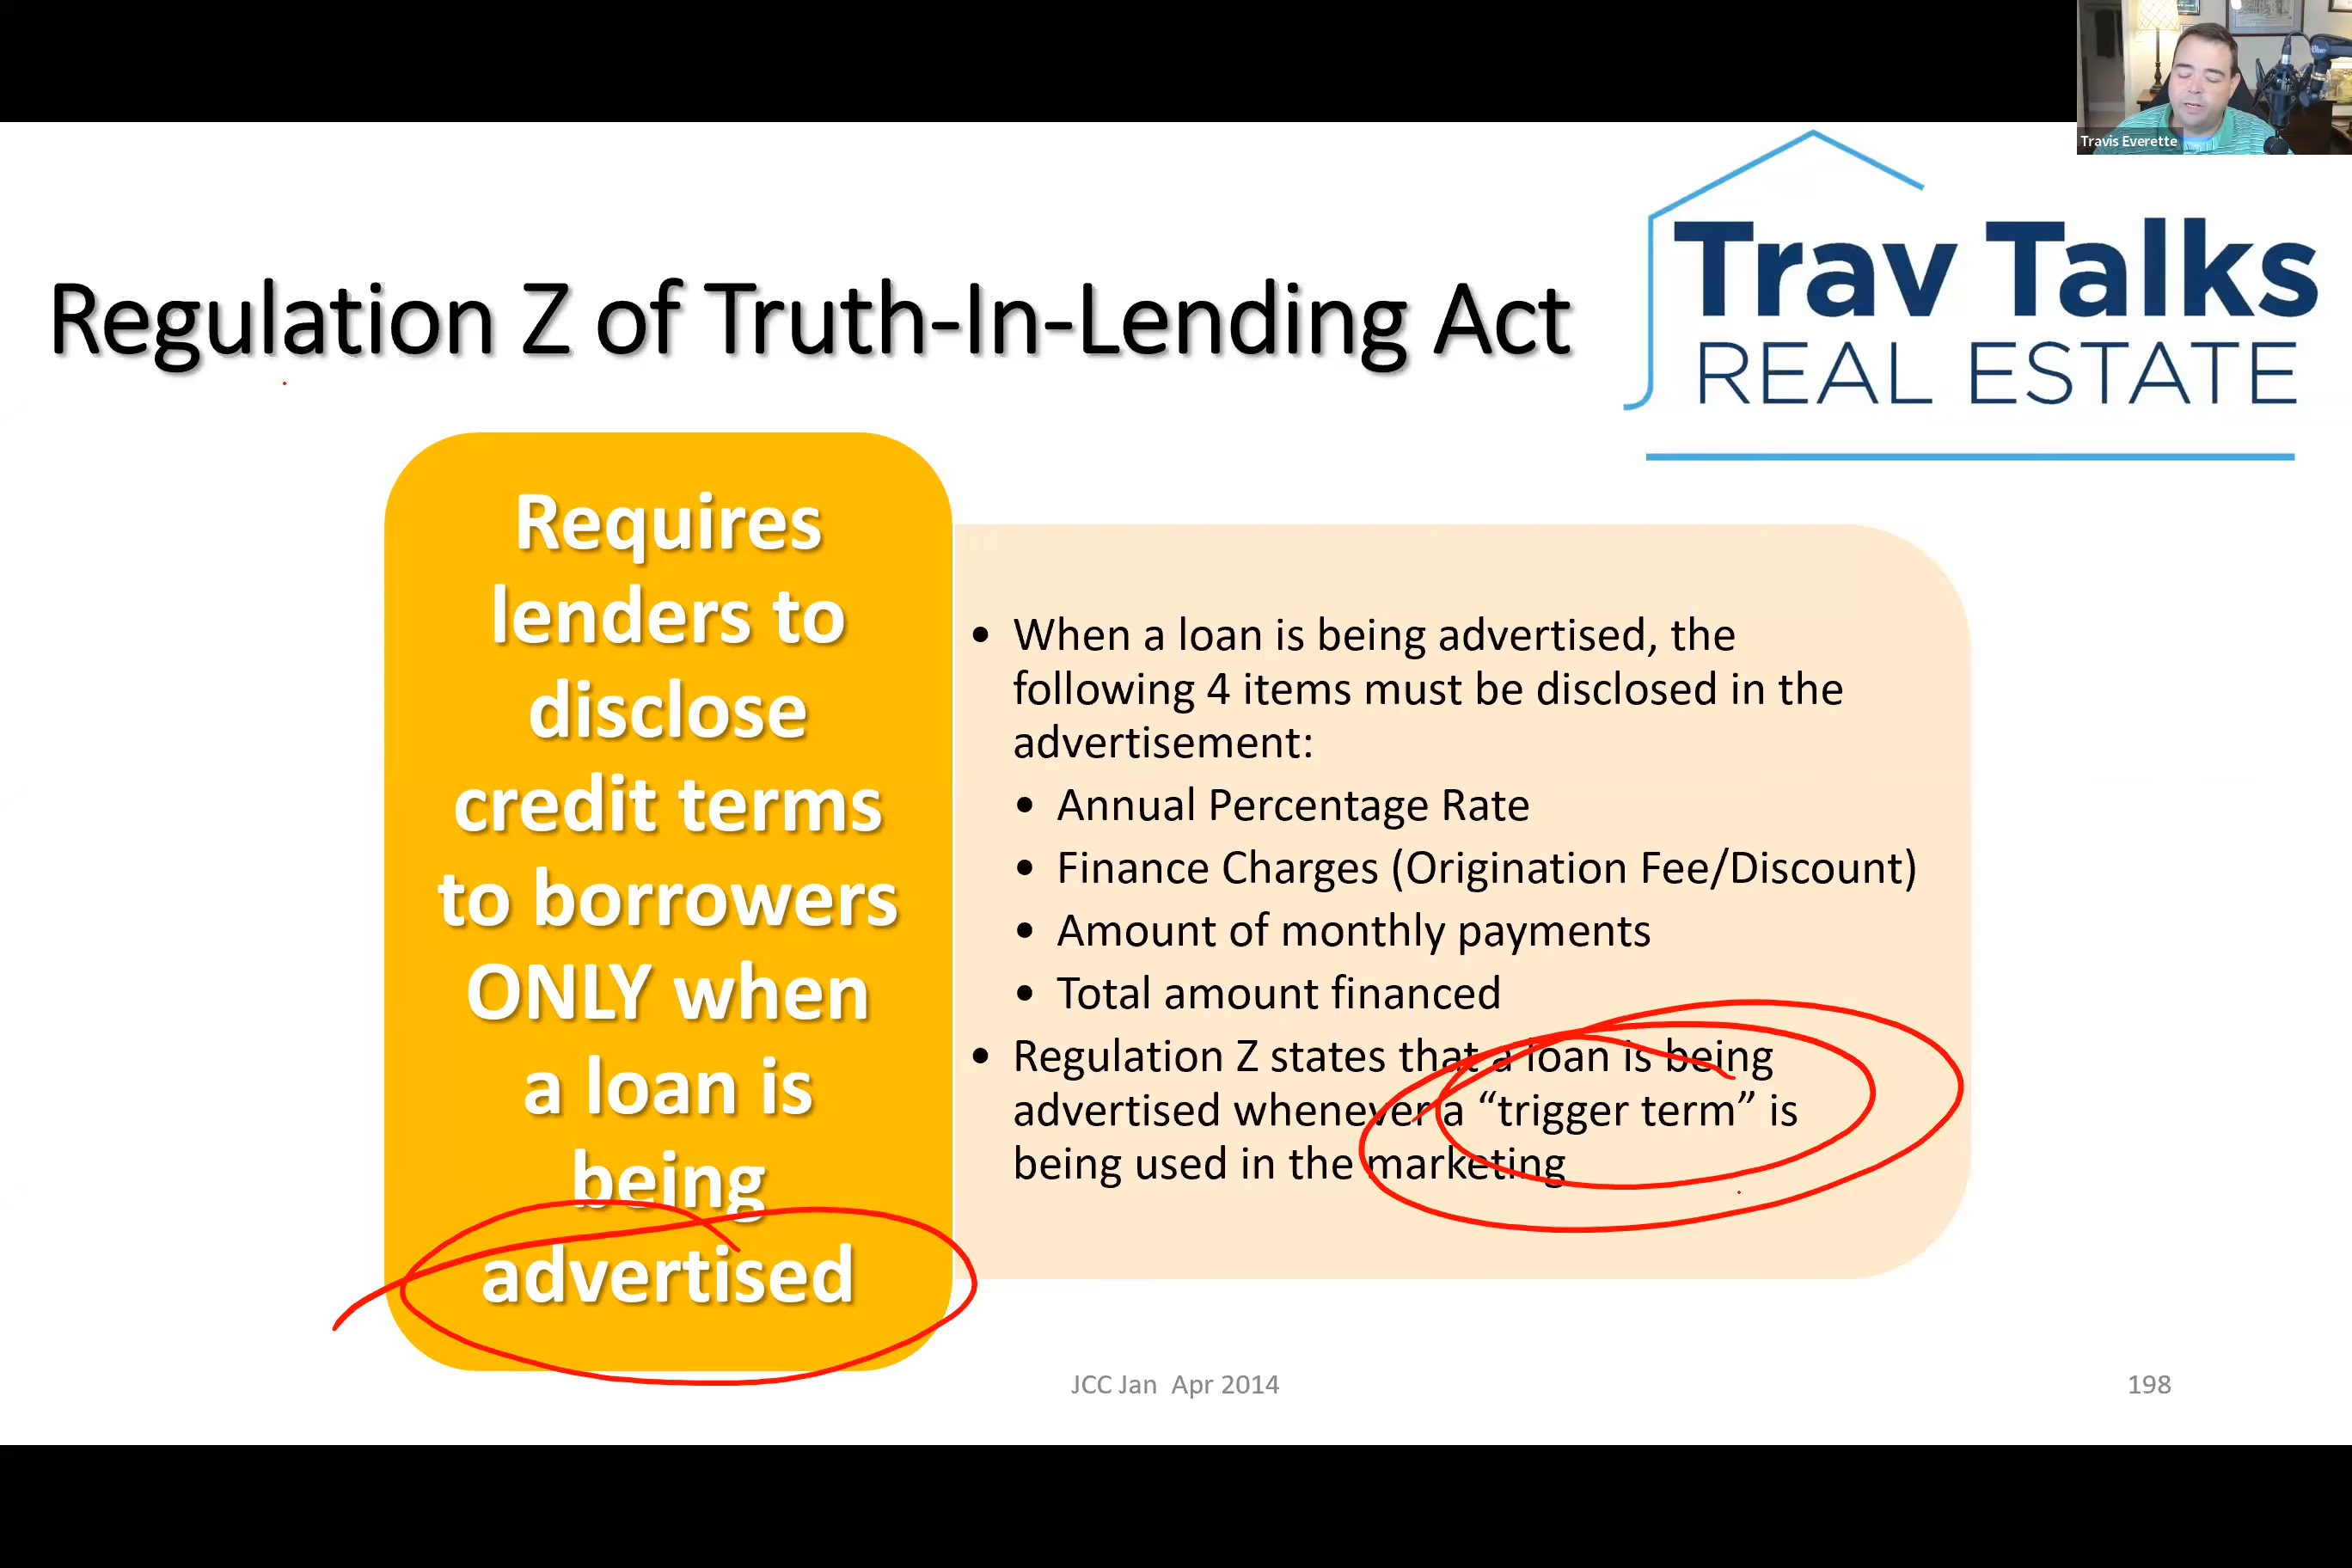 Travis Everette
Trav Talks
REAL ESTATE
Regulation Z of Truth-In-Lending Act
Requires
lenders to
disclose
credit terms
to borrowers
ONLY when
a loan is
being
advertised
• When a loan is being advertised, the
following 4 items must be disclosed in the
advertisement:
• Annual Percentage Rate
• Finance Charges (Origination Fee/Discount)
• Amount of monthly payments
• Total amount financed
• Regulation Z states that a loan is being
advertised whenever a “trigger term” is
being used in the marketing
JCC Jan Apr 2014
198